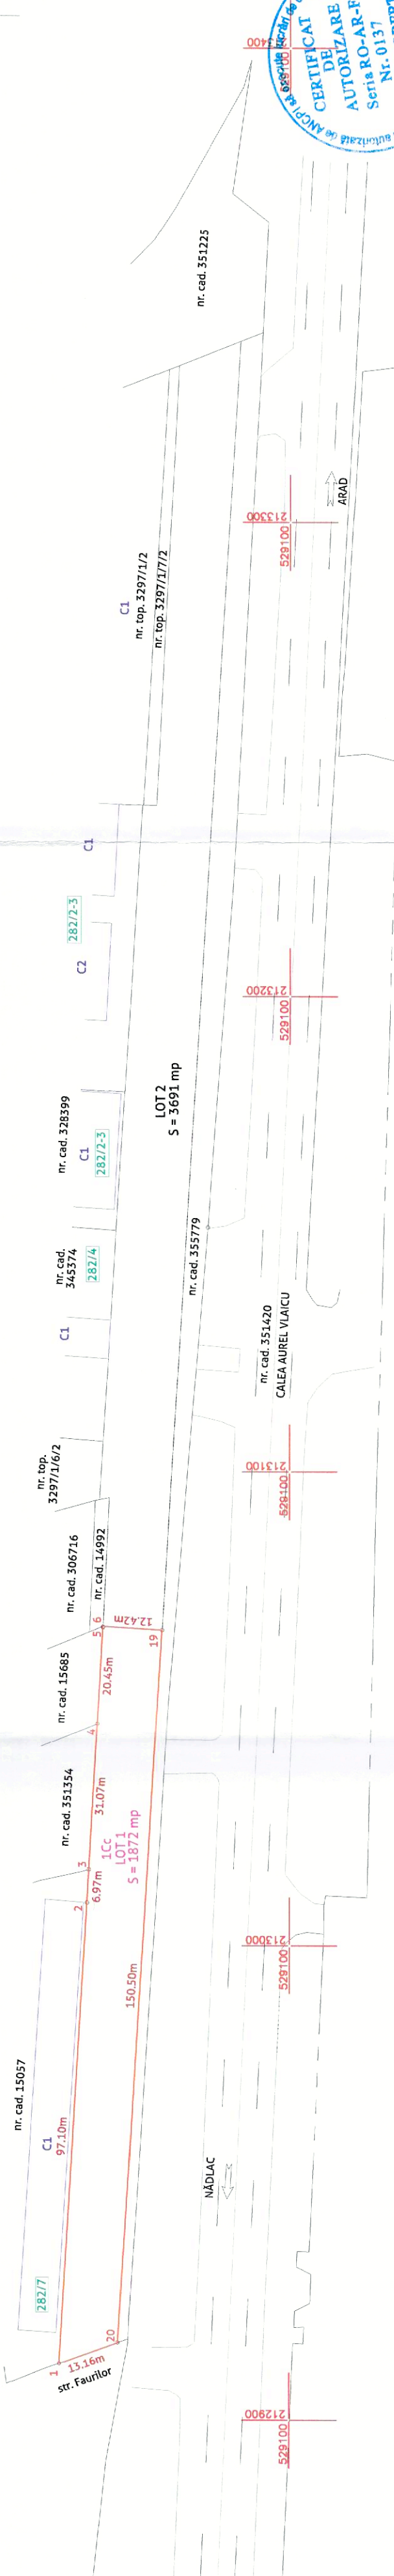 400
529100
CERTIFICAT
DE
AUTORIZARE
Seria RO-AR-F
Nr. 0137
nr. cad. 351225
ARAD
213300
529100
C1
nr. top. 3297/1/2
nr. top. 3297/1/7/2
C1
282/2-3
C2
213200
529100
LOT 2
S = 3691 mp
nr. cad. 328399
C1
282/2-3
nr. cad.
345374
282/4
C1
nr. cad. 355779
nr. cad. 351420
CALEA AUREL VLAICU
nr. top.
3297/1/6/2
213100
529100
nr. cad. 306716
nr. cad. 14992
5
6
12.42m
19
nr. cad. 15685
20.45m
4
nr. cad. 351354
31.07m
3
1Cc
LOT 1
S = 1872 mp
6.97m
2
150.50m
213000
529100
nr. cad. 15057
C1
97.10m
NĂDLAC
282/7
1
13.16m
20
str. Faurilor
212900
529100